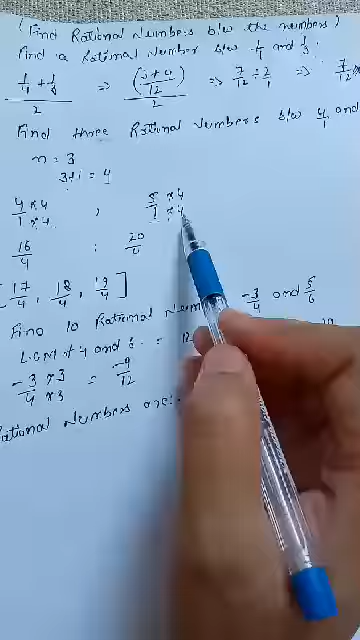 (Find Rational Numbers b/w the numbers)
Find a Rational Number b/w 1/4 and 1/3:
(1/4 + 1/3)/2 => ((3+4)/12)/2 => 7/12 ÷ 2/1 => 7/12 ×
Find three Rational Numbers b/w 4/1 and
n = 3
3+1 = 4
4/1 ×4/×4 , 5/1 ×4/×4
16/4 : 20/4
[17/4, 18/4, 19/4]
Find 10 Rational -3/4 and 5/6
L.C.M of 4 and 6 = 12
-3/4 ×3/×3 = -9/12
Rational Numbers are: